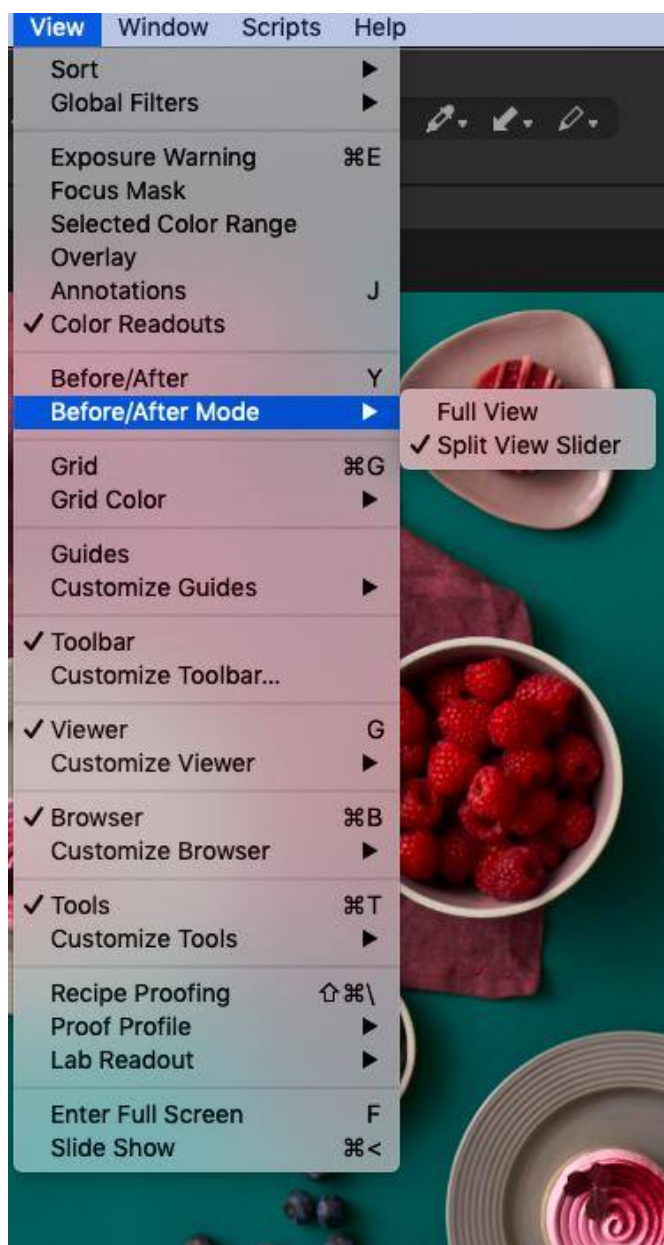 View Window Scripts Help
Sort ▶
Global Filters ▶
Exposure Warning ⌘E
Focus Mask
Selected Color Range
Overlay
Annotations J
✓ Color Readouts
Before/After Y
Before/After Mode ▶
Full View
✓ Split View Slider
Grid ⌘G
Grid Color ▶
Guides
Customize Guides ▶
✓ Toolbar
Customize Toolbar...
✓ Viewer G
Customize Viewer ▶
✓ Browser ⌘B
Customize Browser ▶
✓ Tools ⌘T
Customize Tools ▶
Recipe Proofing ⇧⌘\
Proof Profile ▶
Lab Readout ▶
Enter Full Screen F
Slide Show ⌘<